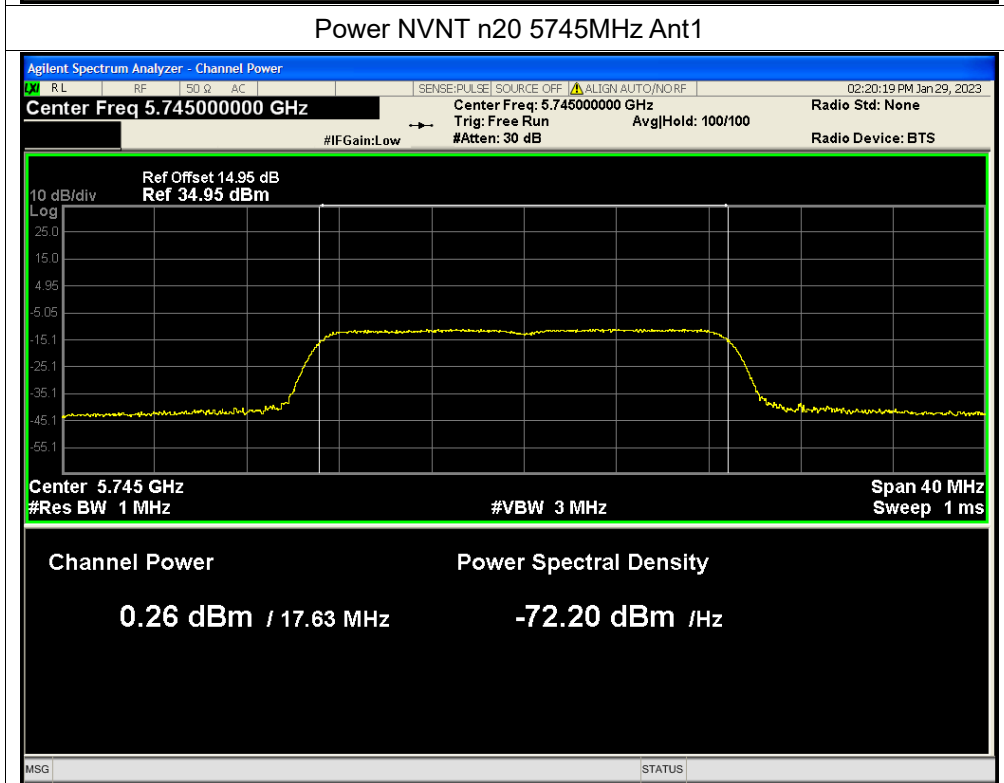 Power NVNT n20 5745MHz Ant1
Agilent Spectrum Analyzer - Channel Power
LXI RL RF 50 Ω AC SENSE:PULSE SOURCE OFF ALIGN AUTO/NO RF 02:20:19 PM Jan 29, 2023
Center Freq 5.745000000 GHz Center Freq: 5.745000000 GHz Radio Std: None
Trig: Free Run Avg|Hold: 100/100
#IFGain:Low #Atten: 30 dB Radio Device: BTS
Ref Offset 14.95 dB
10 dB/div Ref 34.95 dBm
Log
25.0
15.0
4.95
-5.05
-15.1
-25.1
-35.1
-45.1
-55.1
Center 5.745 GHz Span 40 MHz
#Res BW 1 MHz #VBW 3 MHz Sweep 1 ms
Channel Power Power Spectral Density
0.26 dBm / 17.63 MHz -72.20 dBm /Hz
MSG STATUS